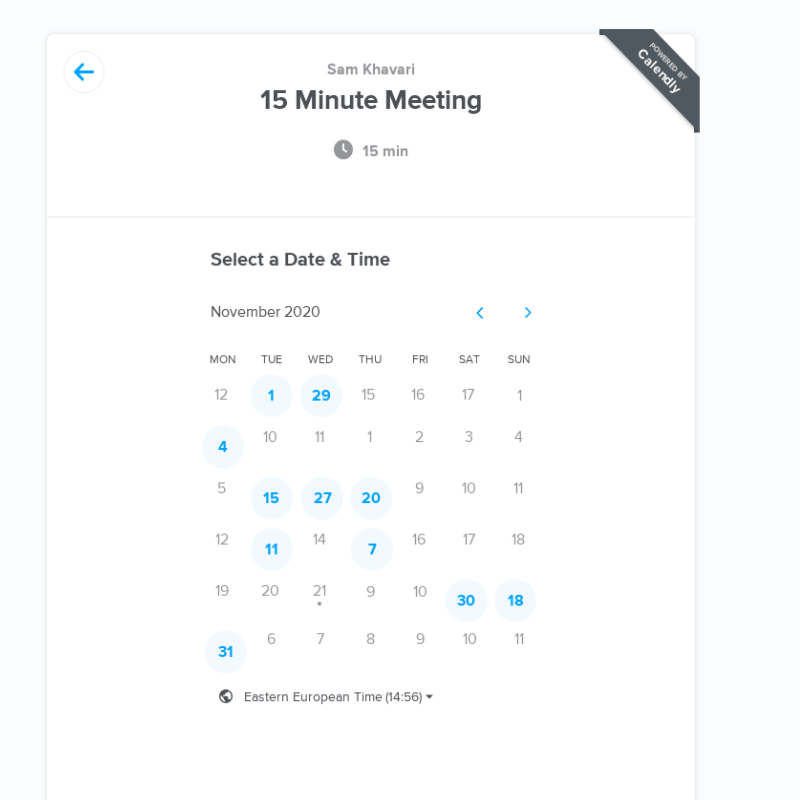 Sam Khavari
POWERED BY
Calendly
15 Minute Meeting
15 min
Select a Date & Time
November 2020
MON TUE WED THU FRI SAT SUN
12 1 29 15 16 17 1
4 10 11 1 2 3 4
5 15 27 20 9 10 11
12 11 14 7 16 17 18
19 20 21 9 10 30 18
31 6 7 8 9 10 11
Eastern European Time (14:56)